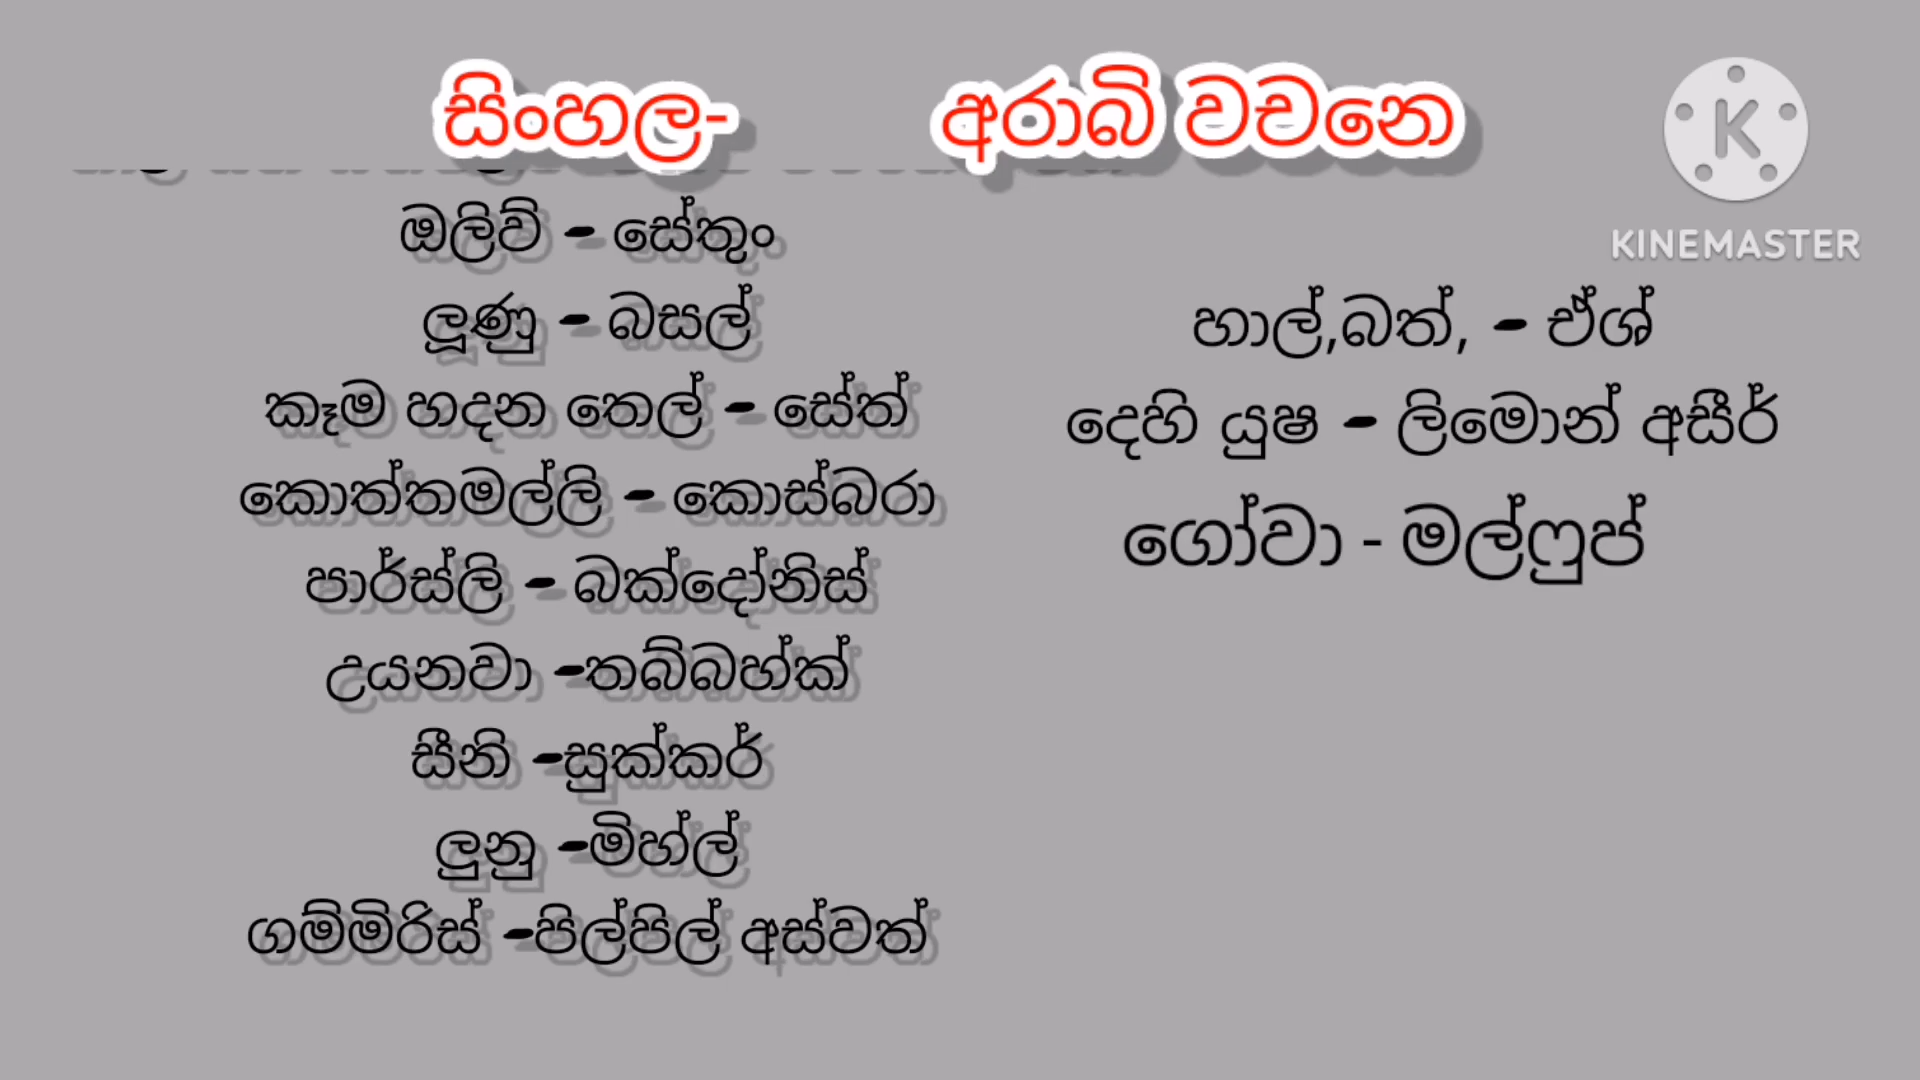 සිංහල- අරාබි වචනෙ
KINEMASTER
ඔලිව් - සේතුං
ලූණු - බසල්
කෑම හදන තෙල් - සේත්
කොත්තමල්ලි - කොස්බරා
පාර්ස්ලි - බක්දෝනිස්
උයනවා -තබ්බහ්ක්
සීනි -සුක්කර්
ලුනු -මිහ්ල්
ගම්මිරිස් -පිල්පිල් අස්වත්
හාල්,බත්, - ඒශ්
දෙහි යුෂ - ලිමොන් අසීර්
ගෝවා - මල්ෆුප්